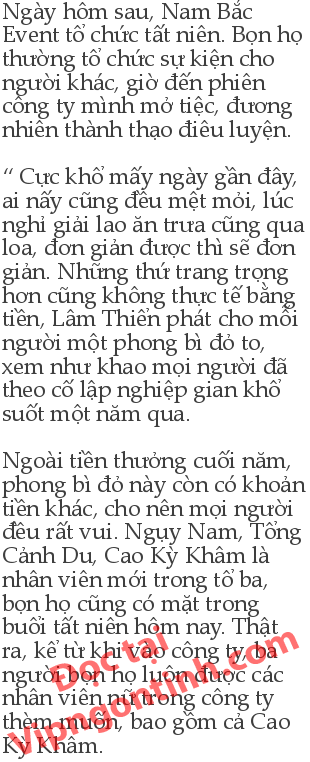 Ngày hôm sau, Nam Bắc
Event tổ chức tất niên. Bọn họ
thường tổ chức sự kiện cho
người khác, giờ đến phiên
công ty mình mở tiệc, đương
nhiên thành thạo điêu luyện.
“ Cực khổ mấy ngày gần đây,
ai nấy cũng đều mệt mỏi, lúc
nghỉ giải lao ăn trưa cũng qua
loa, đơn giản được thì sẽ đơn
giản. Những thứ trang trọng
hơn cũng không thực tế bằng
tiền, Lâm Thiển phát cho mỗi
người một phong bì đỏ to,
xem như khao mọi người đã
theo cố lập nghiệp gian khổ
suốt một năm qua.
Ngoài tiền thưởng cuối năm,
phong bì đỏ này còn có khoản
tiền khác, cho nên mọi người
đều rất vui. Ngụy Nam, Tổng
Cảnh Du, Cao Kỳ Khâm là
nhân viên mới trong tổ ba,
bọn họ cũng có mặt trong
buổi tất niên hôm nay. Thật
ra, kể từ khi vào công ty, ba
người bọn họ luôn được các
nhân viên nữ trong công ty
thèm muốn, bao gồm cả Cao
Kỳ Khâm.
Đọc tại
Vipngontinh.com